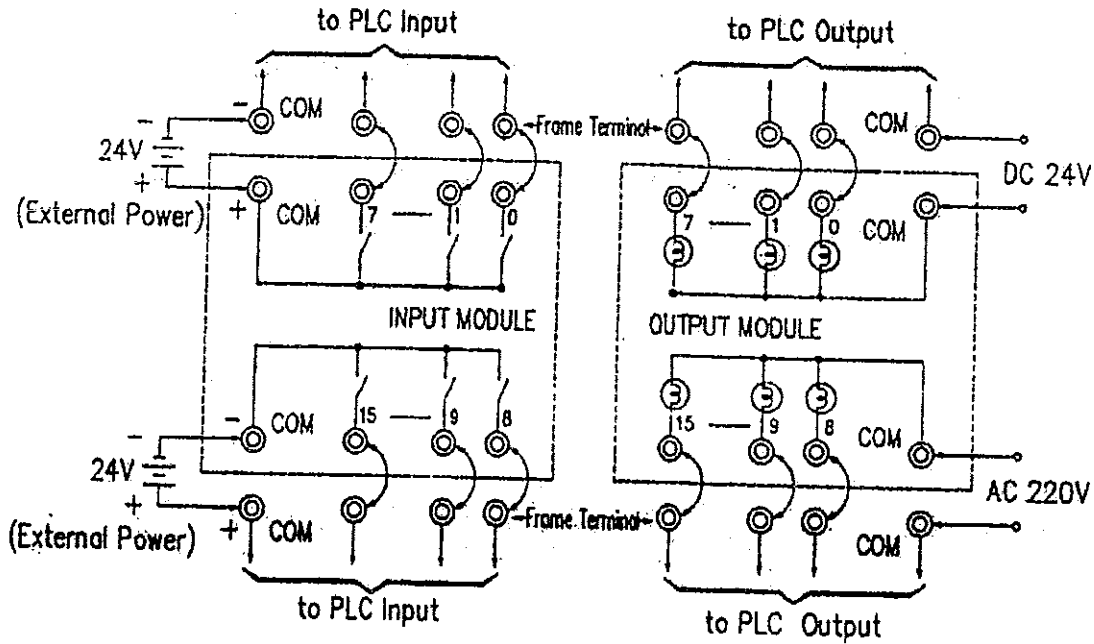 to PLC Input
to PLC Output
- COM
Frame Terminal
COM
-
24V
DC 24V
+
(External Power)
+ COM
7 — 1 0
7 — 1 0
COM
INPUT MODULE
OUTPUT MODULE
15 — 9 8
15 — 9 8
- COM
COM
-
24V
AC 220V
+
(External Power)
+ COM
Frame Terminal
COM
to PLC Input
to PLC Output